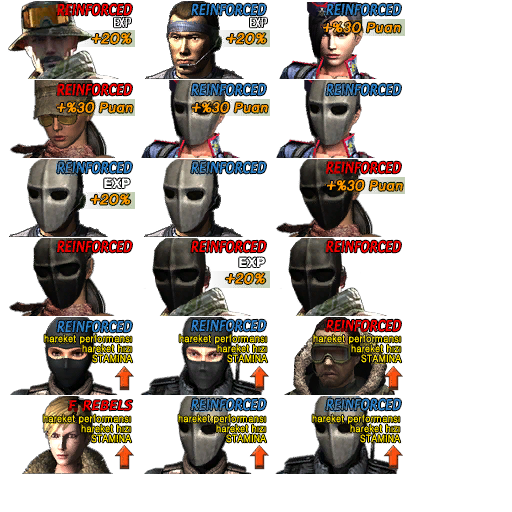 REINFORCED
EXP
+20%
REINFORCED
EXP
+20%
REINFORCED
+%30 Puan
REINFORCED
+%30 Puan
REINFORCED
+%30 Puan
REINFORCED
REINFORCED
EXP
+20%
REINFORCED
REINFORCED
+%30 Puan
REINFORCED
REINFORCED
EXP
+20%
REINFORCED
REINFORCED
hareket performansı
hareket hızı
STAMINA
REINFORCED
hareket performansı
hareket hızı
STAMINA
REINFORCED
hareket performansı
hareket hızı
STAMINA
F. REBELS
hareket performansı
hareket hızı
STAMINA
REINFORCED
hareket performansı
hareket hızı
STAMINA
REINFORCED
hareket performansı
hareket hızı
STAMINA